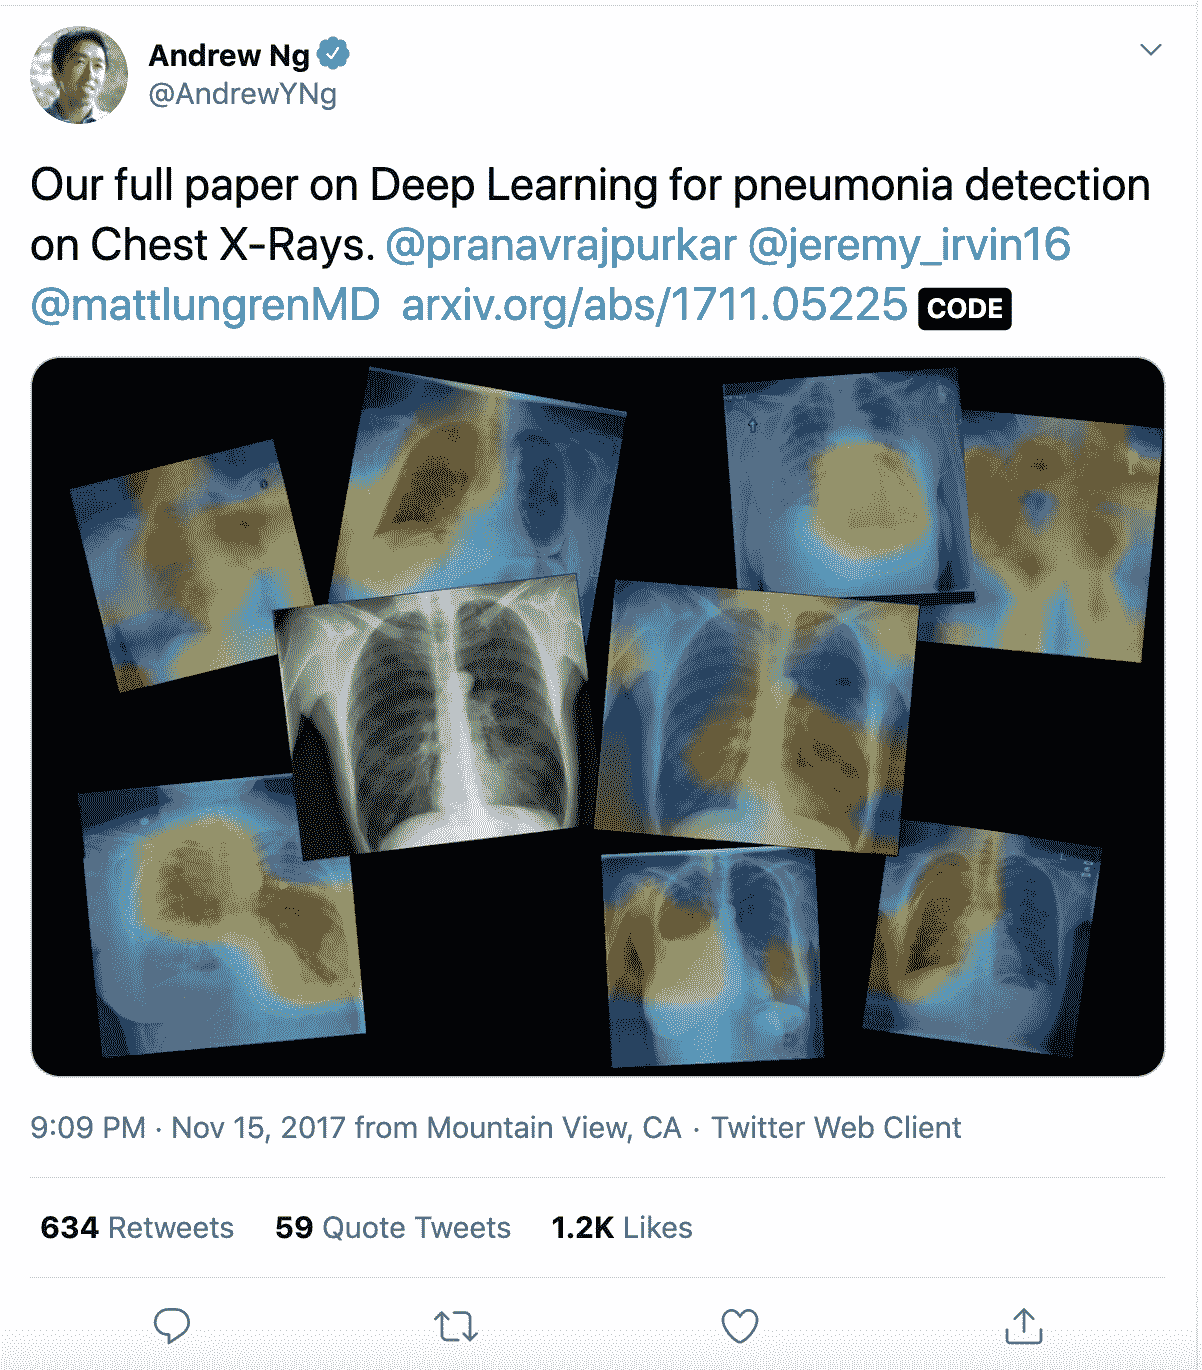 Andrew Ng
@AndrewYNg
Our full paper on Deep Learning for pneumonia detection
on Chest X-Rays. @pranavrajpurkar @jeremy_irvin16
@mattlungrenMD arxiv.org/abs/1711.05225 CODE
9:09 PM · Nov 15, 2017 from Mountain View, CA · Twitter Web Client
634 Retweets 59 Quote Tweets 1.2K Likes